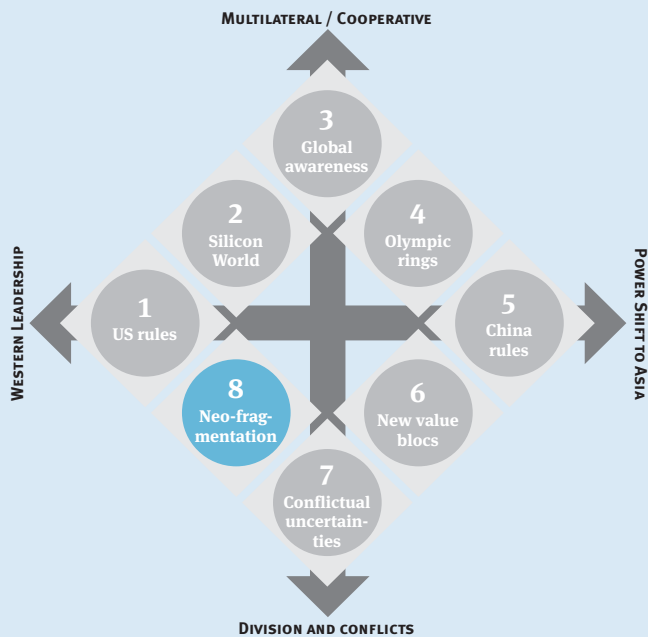 MULTILATERAL / COOPERATIVE
3
Global
awareness
2
Silicon
World
4
Olympic
rings
WESTERN LEADERSHIP
1
US rules
5
China
rules
POWER SHIFT TO ASIA
8
Neo-frag-
mentation
6
New value
blocs
7
Conflictual
uncertain-
ties
DIVISION AND CONFLICTS